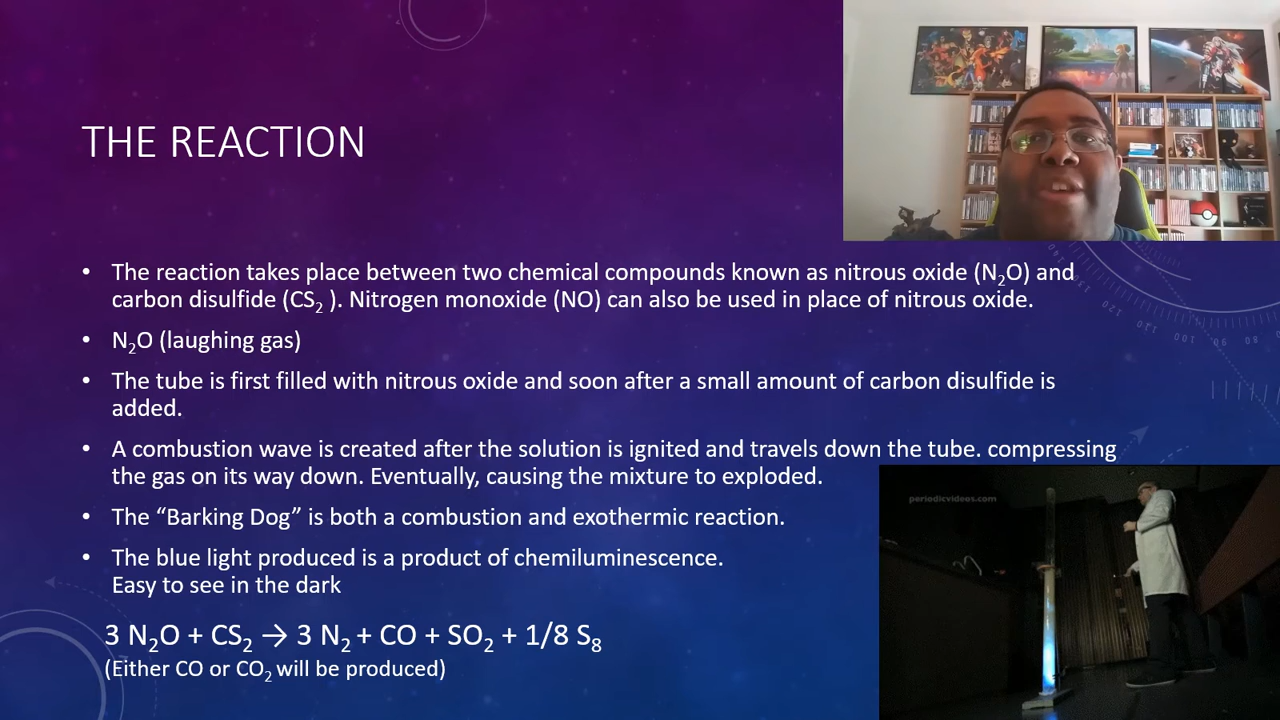 THE REACTION
• The reaction takes place between two chemical compounds known as nitrous oxide (N₂O) and
carbon disulfide (CS₂ ). Nitrogen monoxide (NO) can also be used in place of nitrous oxide.
• N₂O (laughing gas)
• The tube is first filled with nitrous oxide and soon after a small amount of carbon disulfide is
added.
• A combustion wave is created after the solution is ignited and travels down the tube. compressing
the gas on its way down. Eventually, causing the mixture to exploded.
• The “Barking Dog” is both a combustion and exothermic reaction.
• The blue light produced is a product of chemiluminescence.
Easy to see in the dark
3 N₂O + CS₂ → 3 N₂ + CO + SO₂ + 1/8 S₈
(Either CO or CO₂ will be produced)
periodicvideos.com